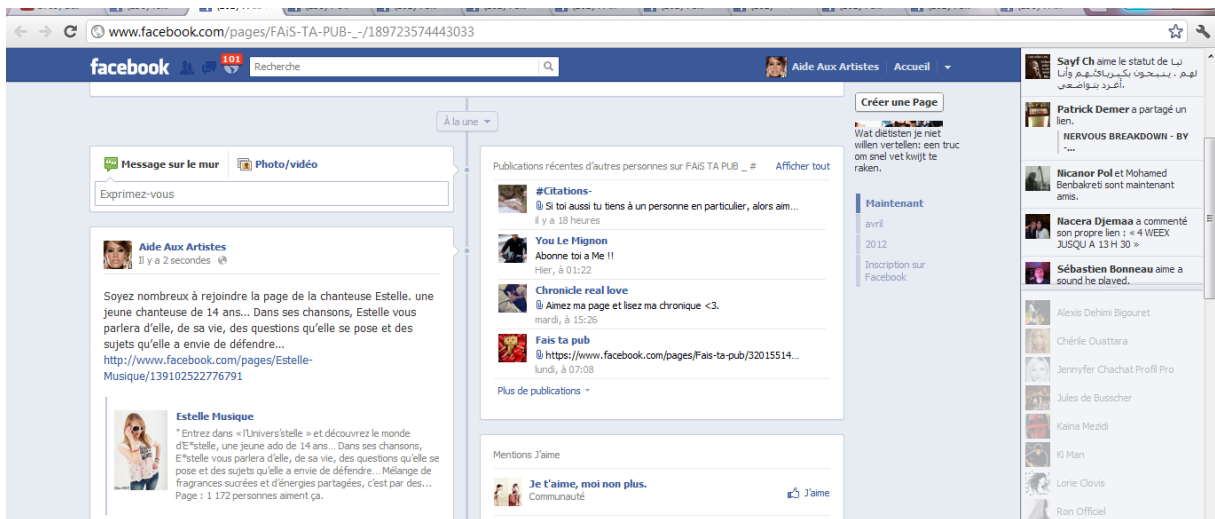 www.facebook.com/pages/FAiS-TA-PUB-_-/189723574443033
facebook
101
Recherche
Aide Aux Artistes
Accueil
À la une
Message sur le mur
Photo/vidéo
Exprimez-vous
Aide Aux Artistes
Il y a 2 secondes
Soyez nombreux à rejoindre la page de la chanteuse Estelle. une
jeune chanteuse de 14 ans... Dans ses chansons, Estelle vous
parlera d'elle, de sa vie, des questions qu'elle se pose et des
sujets qu'elle a envie de défendre...
http://www.facebook.com/pages/Estelle-
Musique/139102522776791
Estelle Musique
"Entrez dans «l'Univers'stelle » et découvrez le monde
d'E*stelle, une jeune ado de 14 ans... Dans ses chansons,
E*stelle vous parlera d'elle, de sa vie, des questions qu'elle se
pose et des sujets qu'elle a envie de défendre... Mélange de
fragrances sucrées et d'énergies partagées, c'est par des...
Page : 1 172 personnes aiment ça.
Publications récentes d'autres personnes sur FAiS TA PUB _ #
Afficher tout
#Citations-
Si toi aussi tu tiens à un personne en particulier, alors aim...
il y a 18 heures
You Le Mignon
Abonne toi a Me !!
Hier, à 01:22
Chronicle real love
Aimez ma page et lisez ma chronique <3.
mardi, à 15:26
Fais ta pub
https://www.facebook.com/pages/Fais-ta-pub/32015514...
lundi, à 07:08
Plus de publications
Mentions J'aime
Je t'aime, moi non plus.
Communauté
J'aime
Créer une Page
Wat diëtisten je niet
willen vertellen: een truc
om snel vet kwijt te
raken.
Maintenant
avril
2012
Inscription sur
Facebook
Sayf Ch aime le statut de تبا
لهم ، ينبحون بكبريائهم وأنا
أغرد بتواضعي.
Patrick Demer a partagé un
lien.
NERVOUS BREAKDOWN - BY
-...
Nicanor Pol et Mohamed
Benbakreti sont maintenant
amis.
Nacera Djemaa a commenté
son propre lien : « 4 WEEX
JUSQU A 13 H 30 »
Sébastien Bonneau aime a
sound he played.
Alexis Dehimi Bigouret
Chérile Ouattara
Jennyfer Chachat Profil Pro
Jules de Busscher
Kaina Mezidi
Ki Man
Lorie Clovis
Ron Officiel